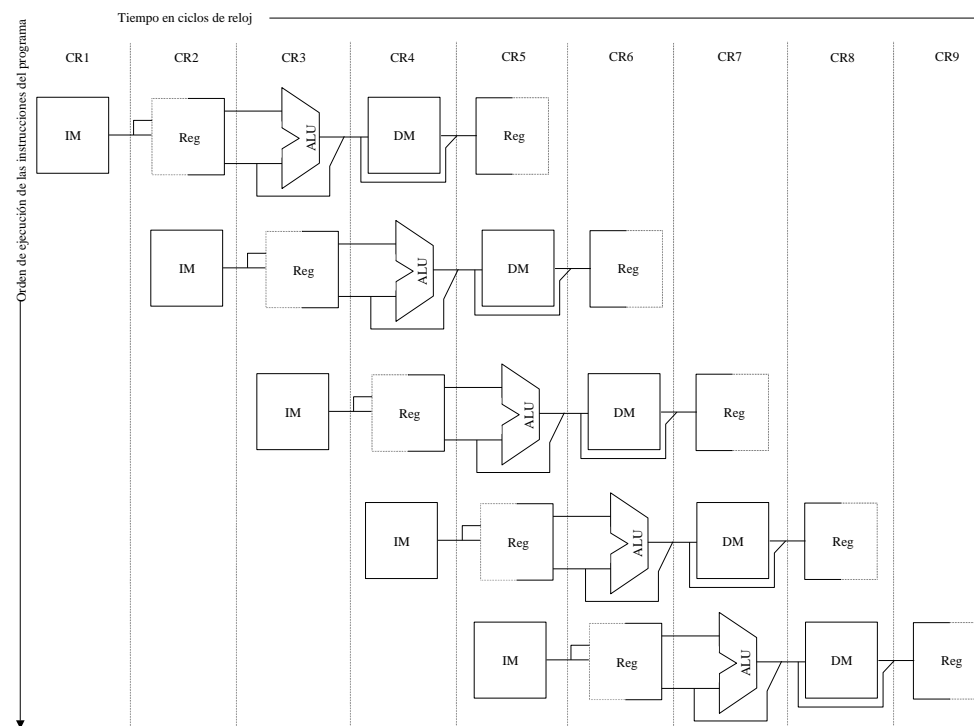 Tiempo en ciclos de reloj
Orden de ejecución de las instrucciones del programa
CR1 CR2 CR3 CR4 CR5 CR6 CR7 CR8 CR9
IM Reg ALU DM Reg
IM Reg ALU DM Reg
IM Reg ALU DM Reg
IM Reg ALU DM Reg
IM Reg ALU DM Reg